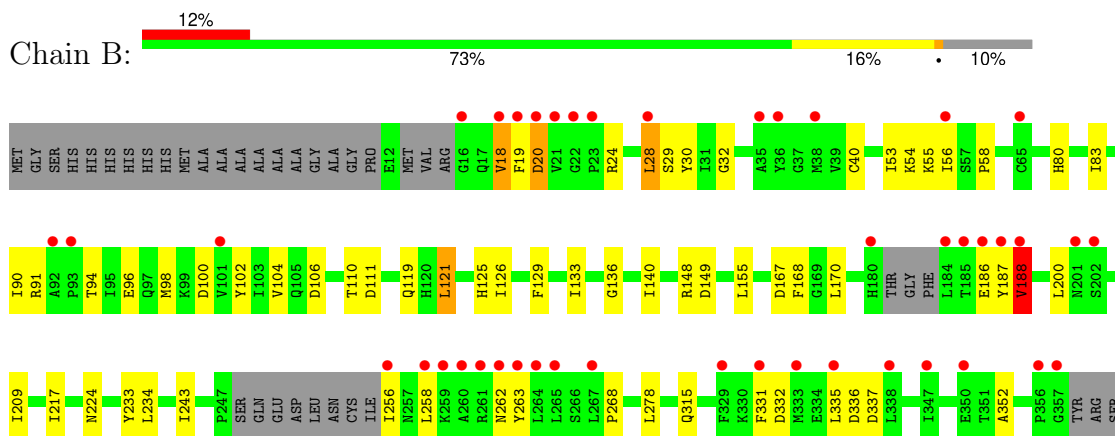 12%
Chain B:
73% 16% • 10%
MET GLY SER HIS HIS HIS HIS HIS HIS MET ALA ALA ALA ALA ALA ALA GLY ALA GLY PRO E12 MET VAL ARG G16 Q17 V18 F19 D20 V21 G22 P23 R24 L28 S29 Y30 I31 G32 A35 Y36 G37 M38 V39 C40 I53 K54 K55 I56 S57 P58 C65 H80 I83
I90 R91 A92 P93 T94 I95 E96 Q97 M98 K99 D100 V101 Y102 I103 V104 Q105 D106 T110 D111 Q119 H120 L121 H125 I126 F129 I133 G136 I140 R148 D149 L155 D167 F168 G169 L170 H180 THR GLY PHE L184 T185 E186 Y187 V188 L200 N201 S202
I209 I217 N224 Y233 L234 I243 P247 SER GLN GLU ASP LEU ASN CYS ILE I256 N257 L258 K259 A260 R261 N262 Y263 L264 L265 S266 L267 P268 L278 Q315 F329 K330 F331 D332 M333 E334 L335 D336 D337 L338 I347 E350 T351 A352 P356 G357 TYR ARG SER